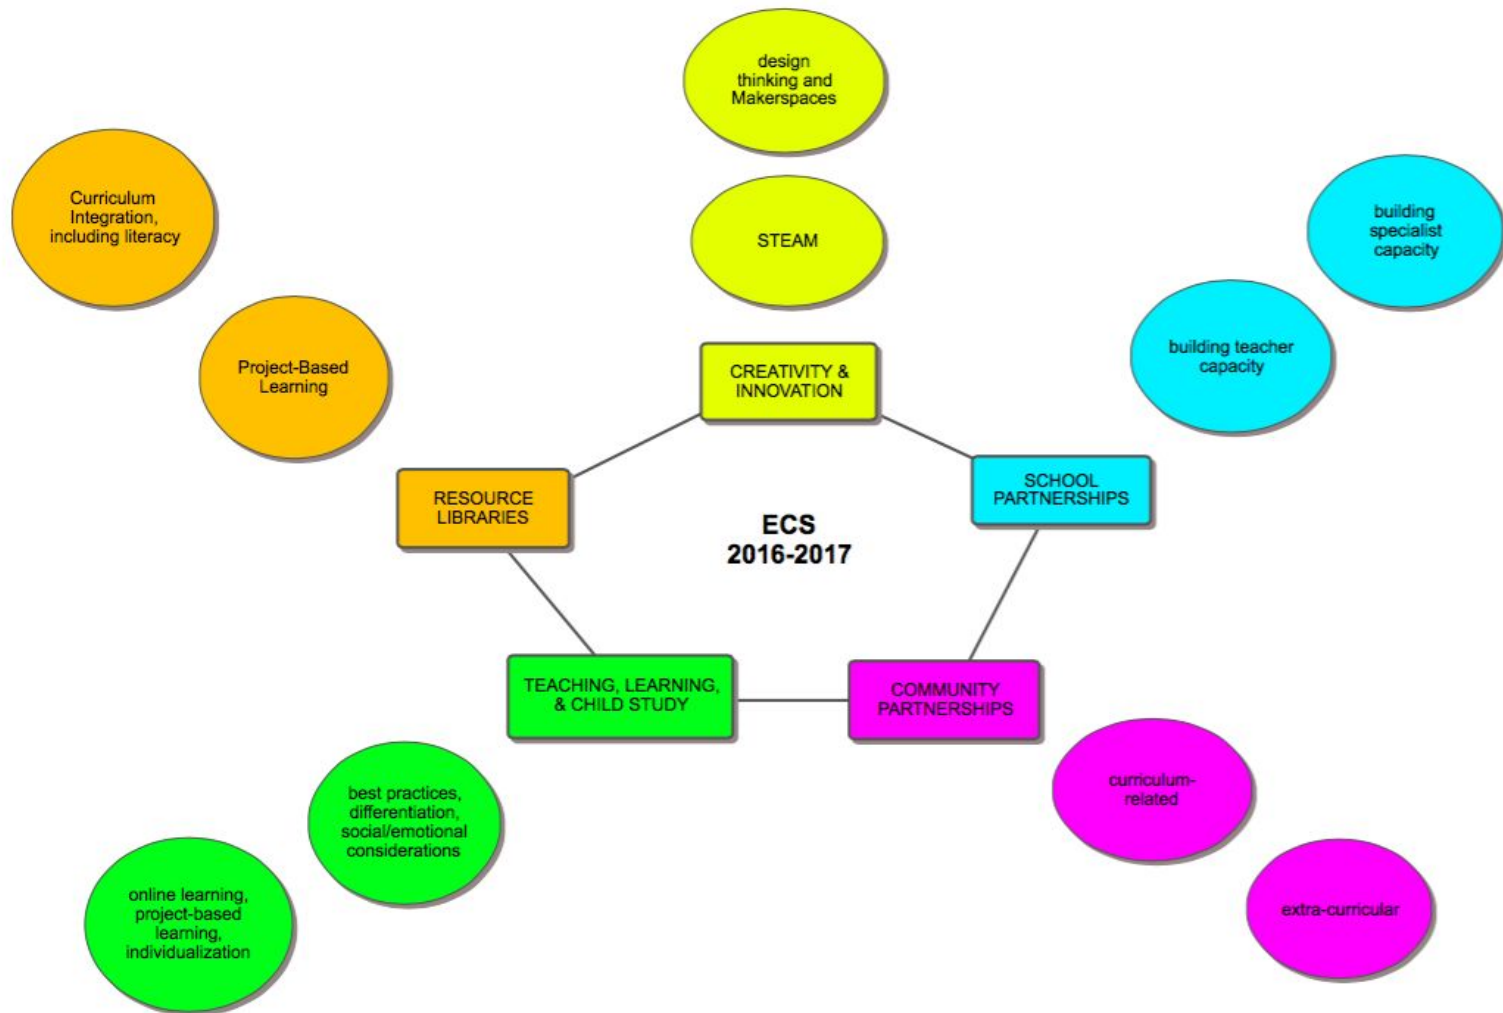 design
thinking and
Makerspaces
STEAM
CREATIVITY &
INNOVATION
Curriculum
Integration,
including literacy
Project-Based
Learning
RESOURCE
LIBRARIES
building
specialist
capacity
building teacher
capacity
SCHOOL
PARTNERSHIPS
ECS
2016-2017
TEACHING, LEARNING,
& CHILD STUDY
best practices,
differentiation,
social/emotional
considerations
online learning,
project-based
learning,
individualization
COMMUNITY
PARTNERSHIPS
curriculum-
related
extra-curricular